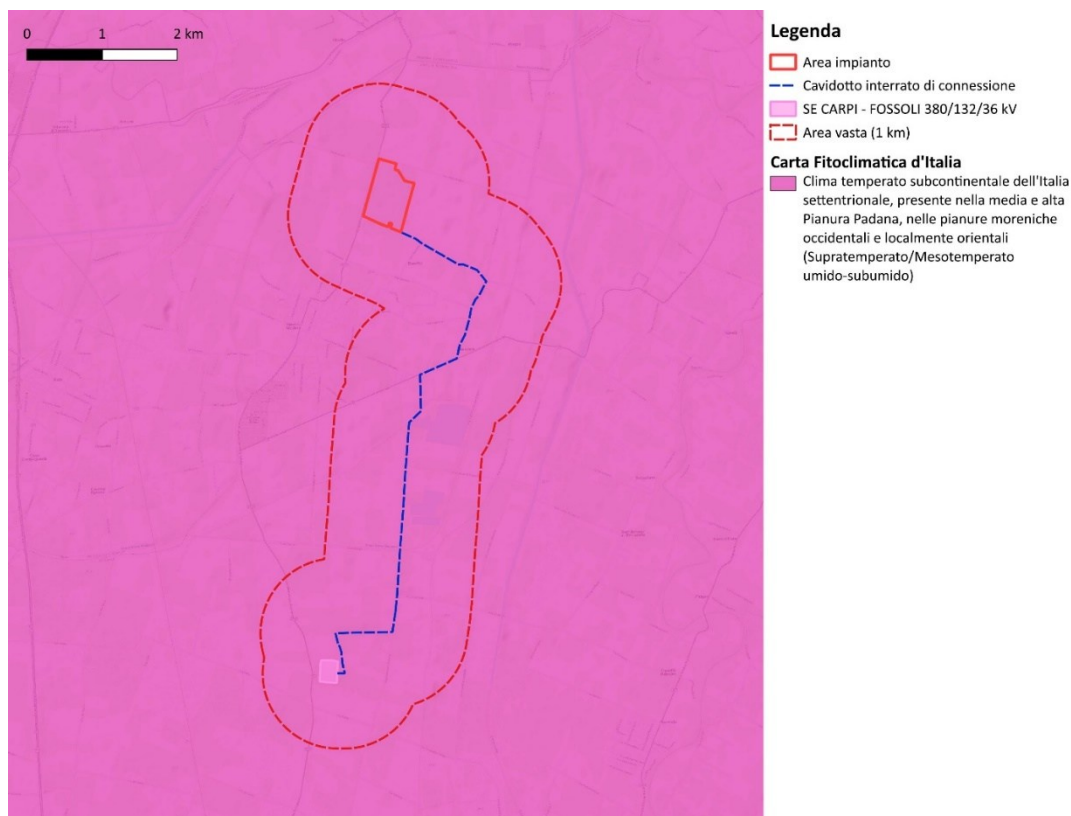 0 1 2 km
Legenda
Area impianto
Cavidotto interrato di connessione
SE CARPI - FOSSOLI 380/132/36 kV
Area vasta (1 km)
Carta Fitoclimatica d'Italia
Clima temperato subcontinentale dell'Italia
settentrionale, presente nella media e alta
Pianura Padana, nelle pianure moreniche
occidentali e localmente orientali
(Supratemperato/Mesotemperato
umido-subumido)